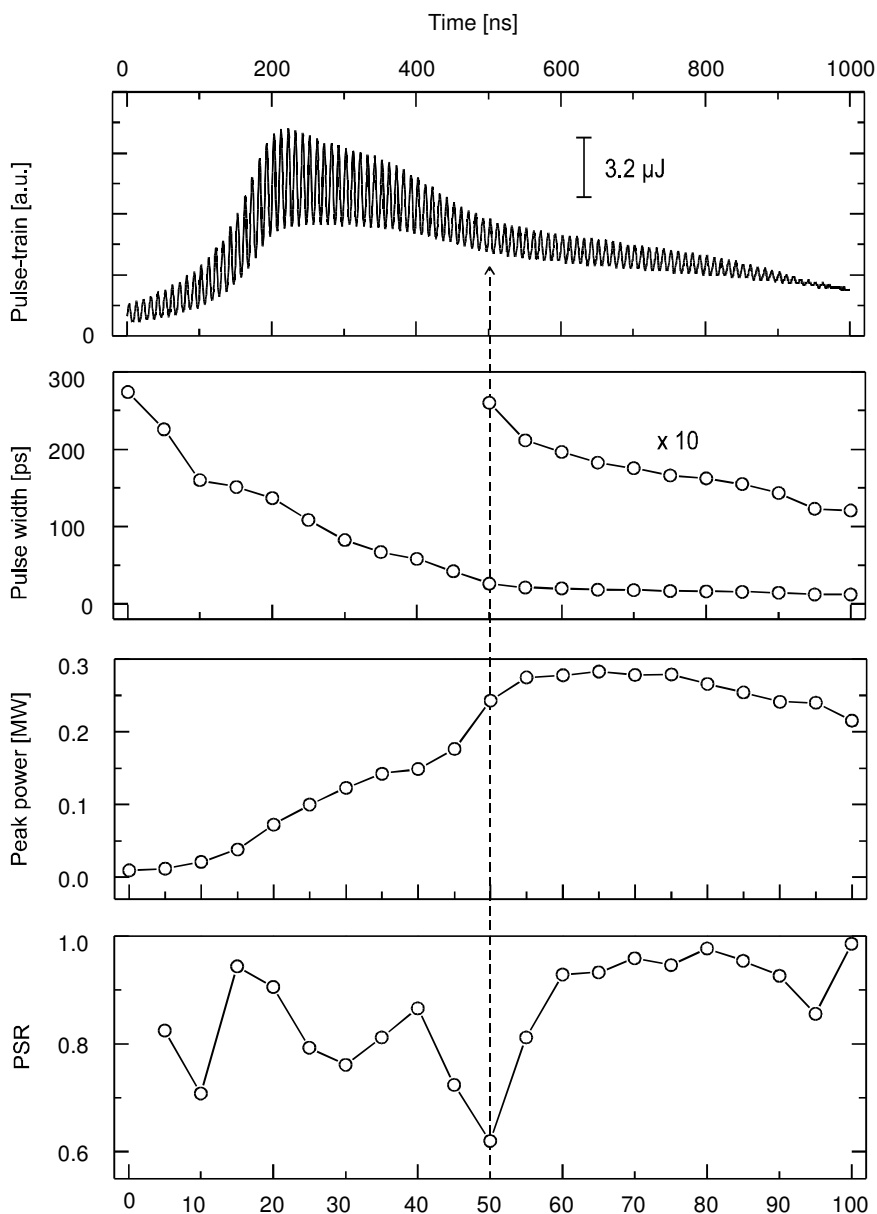 Time [ns]
0 200 400 600 800 1000
Pulse-train [a.u.]
3.2 µJ
0
Pulse width [ps]
300
200
100
0
x 10
Peak power [MW]
0.3
0.2
0.1
0.0
PSR
1.0
0.8
0.6
0 10 20 30 40 50 60 70 80 90 100